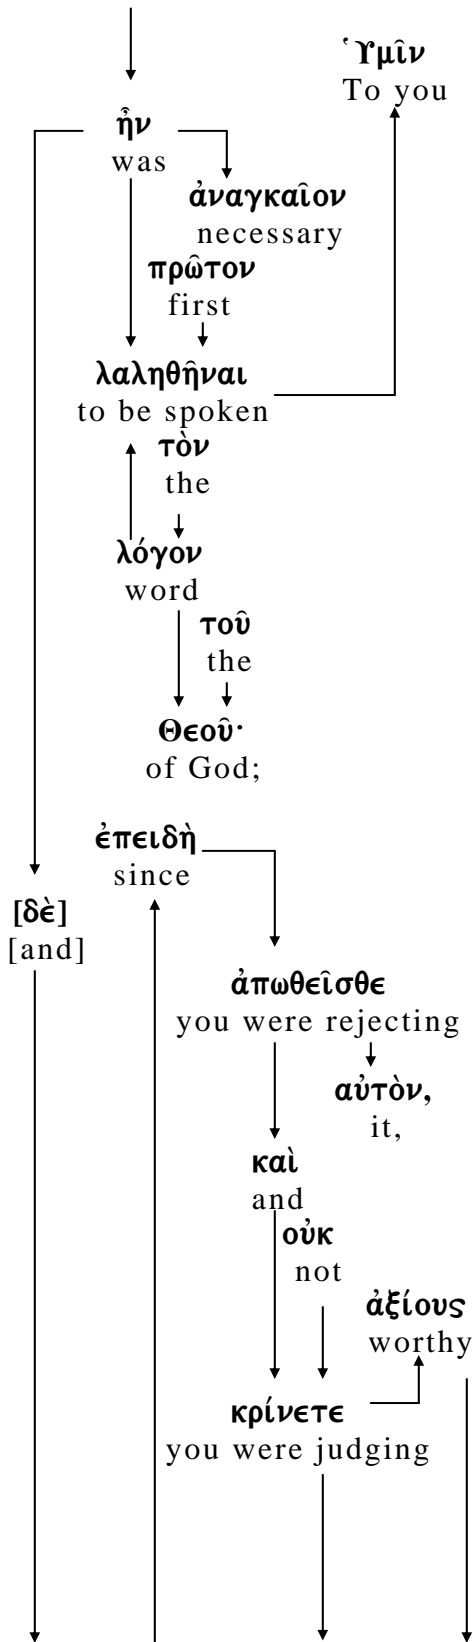 Ὑμῖν
To you
ἦν
was
ἀναγκαῖον
necessary
πρῶτον
first
λαληθῆναι
to be spoken
τὸν
the
λόγον
word
τοῦ
the
Θεοῦ·
of God;
ἐπειδὴ
since
[δὲ]
[and]
ἀπωθεῖσθε
you were rejecting
αὐτὸν,
it,
καὶ
and
οὐκ
not
ἀξίους
worthy
κρίνετε
you were judging